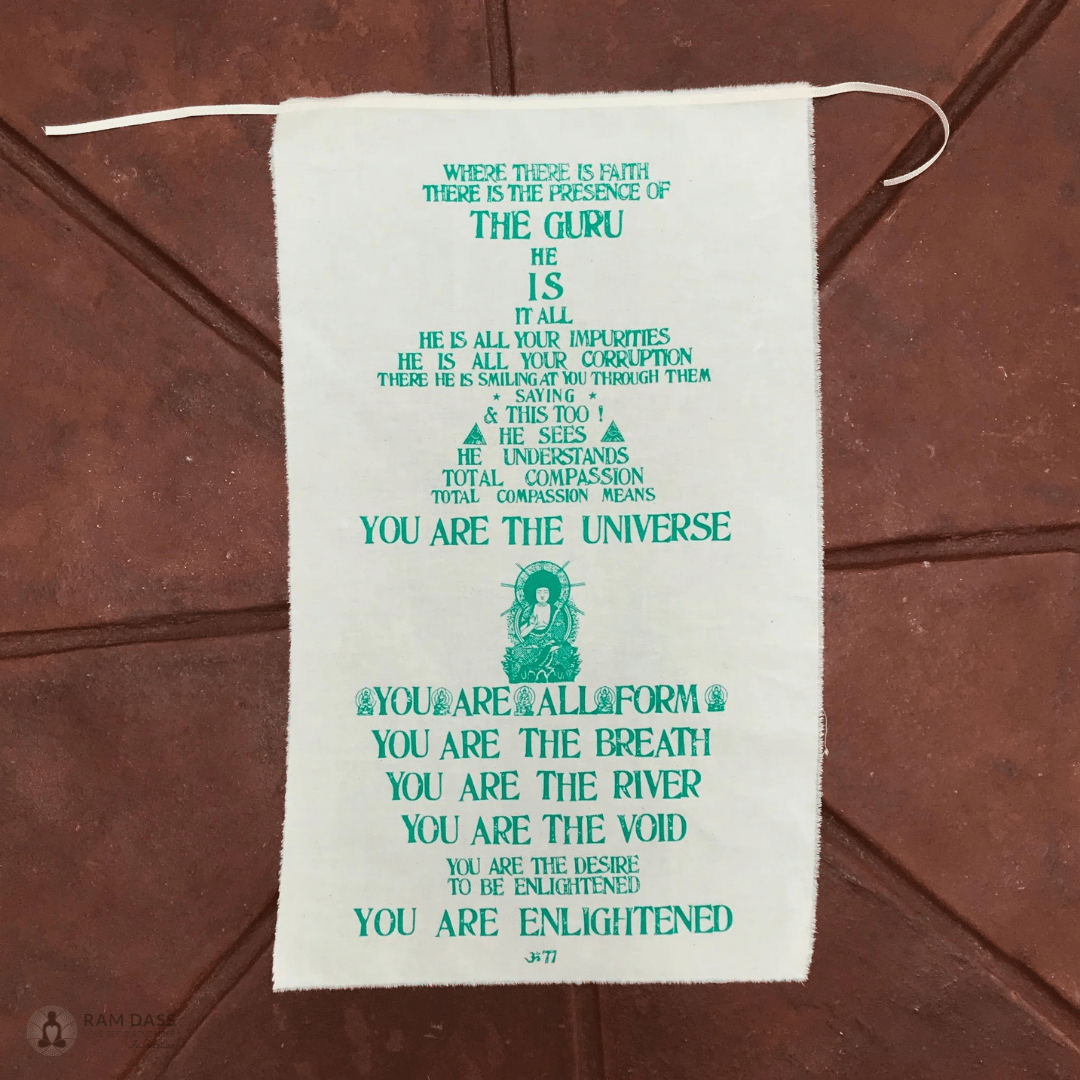 WHERE THERE IS FAITH
THERE IS THE PRESENCE OF
THE GURU
HE
IS
IT ALL
HE IS ALL YOUR IMPURITIES
HE IS ALL YOUR CORRUPTION
THERE HE IS SMILING AT YOU THROUGH THEM
SAYING
& THIS TOO !
HE SEES
HE UNDERSTANDS
TOTAL COMPASSION
TOTAL COMPASSION MEANS
YOU ARE THE UNIVERSE
YOU ARE ALL FORM
YOU ARE THE BREATH
YOU ARE THE RIVER
YOU ARE THE VOID
YOU ARE THE DESIRE
TO BE ENLIGHTENED
YOU ARE ENLIGHTENED
ॐ 77
RAM DASS